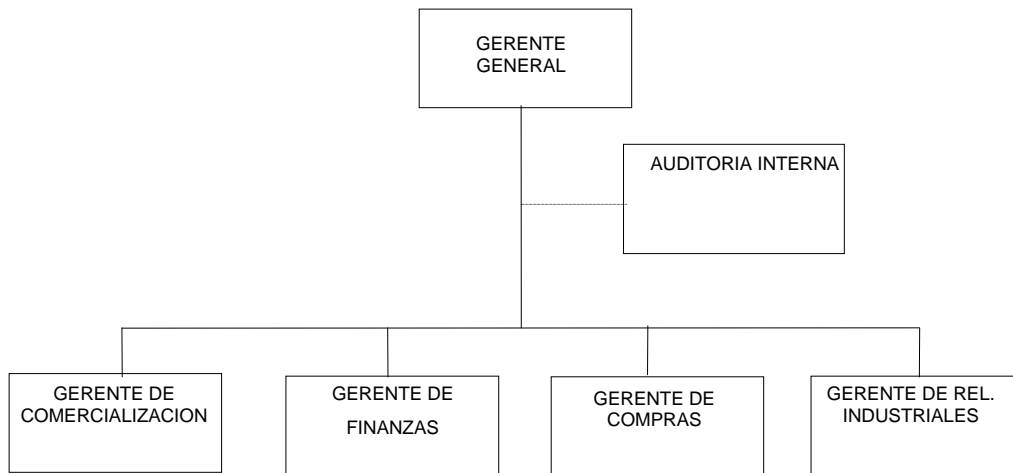 GERENTE
GENERAL
AUDITORIA INTERNA
GERENTE DE
COMERCIALIZACION
GERENTE DE
FINANZAS
GERENTE DE
COMPRAS
GERENTE DE REL.
INDUSTRIALES